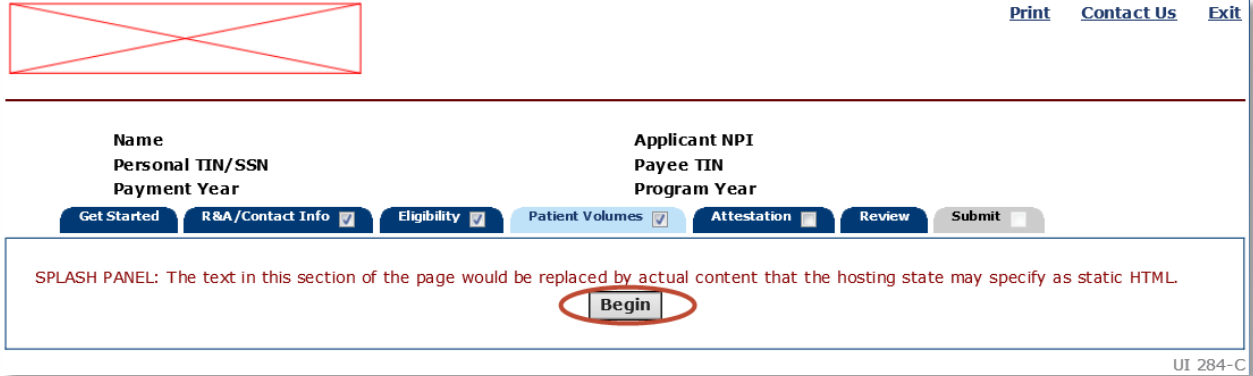 Print Contact Us Exit
Name Applicant NPI
Personal TIN/SSN Payee TIN
Payment Year Program Year
Get Started R&A/Contact Info Eligibility Patient Volumes Attestation Review Submit
SPLASH PANEL: The text in this section of the page would be replaced by actual content that the hosting state may specify as static HTML.
Begin
UI 284-C